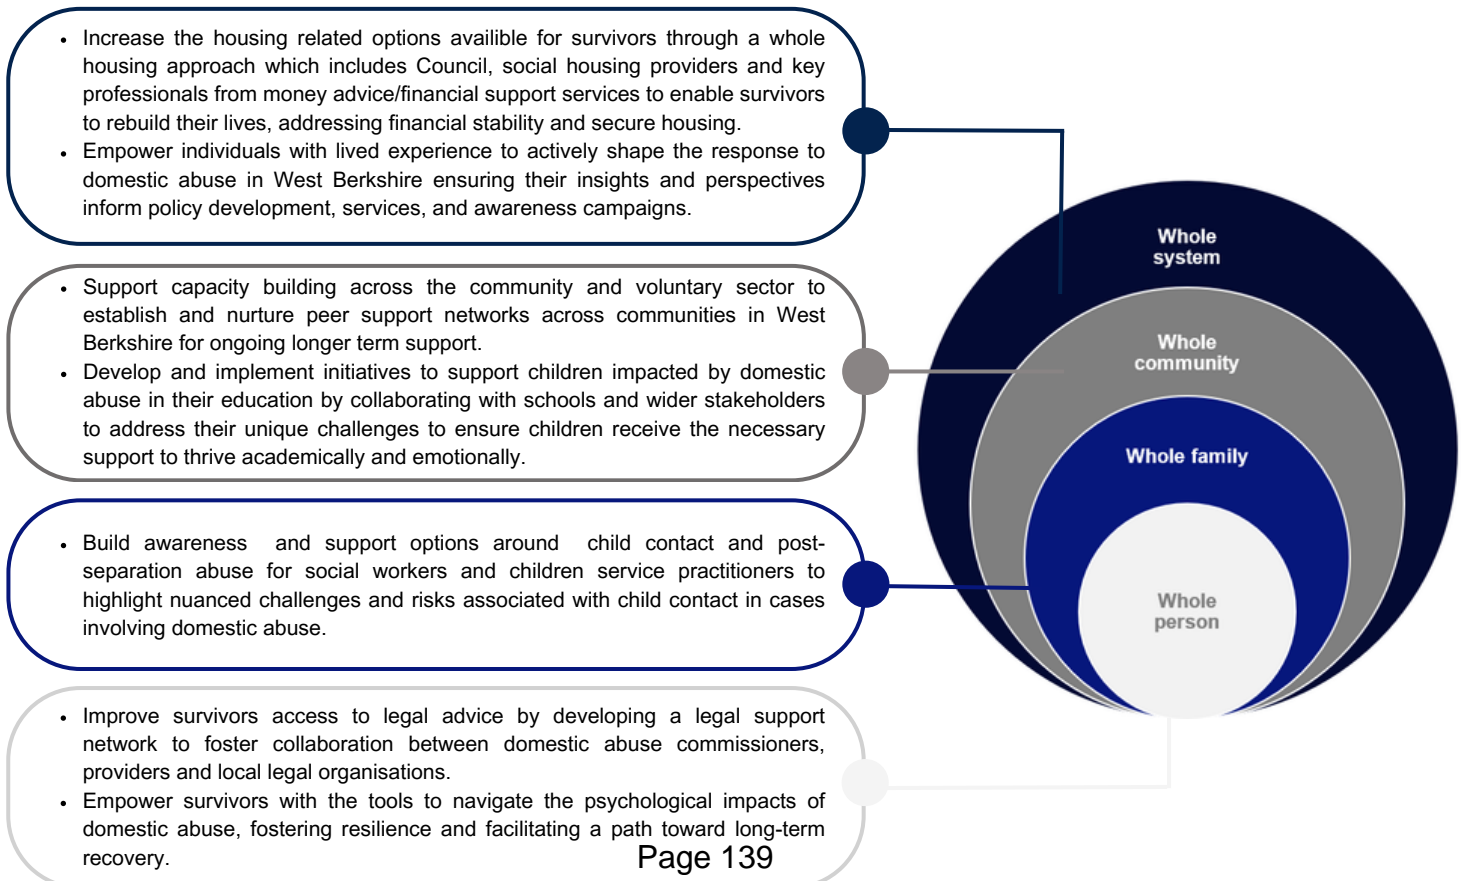 • Increase the housing related options availible for survivors through a whole
housing approach which includes Council, social housing providers and key
professionals from money advice/financial support services to enable survivors
to rebuild their lives, addressing financial stability and secure housing.
• Empower individuals with lived experience to actively shape the response to
domestic abuse in West Berkshire ensuring their insights and perspectives
inform policy development, services, and awareness campaigns.
• Support capacity building across the community and voluntary sector to
establish and nurture peer support networks across communities in West
Berkshire for ongoing longer term support.
• Develop and implement initiatives to support children impacted by domestic
abuse in their education by collaborating with schools and wider stakeholders
to address their unique challenges to ensure children receive the necessary
support to thrive academically and emotionally.
• Build awareness and support options around child contact and post-
separation abuse for social workers and children service practitioners to
highlight nuanced challenges and risks associated with child contact in cases
involving domestic abuse.
• Improve survivors access to legal advice by developing a legal support
network to foster collaboration between domestic abuse commissioners,
providers and local legal organisations.
• Empower survivors with the tools to navigate the psychological impacts of
domestic abuse, fostering resilience and facilitating a path toward long-term
recovery.
Whole
system
Whole
community
Whole family
Whole
person
Page 139